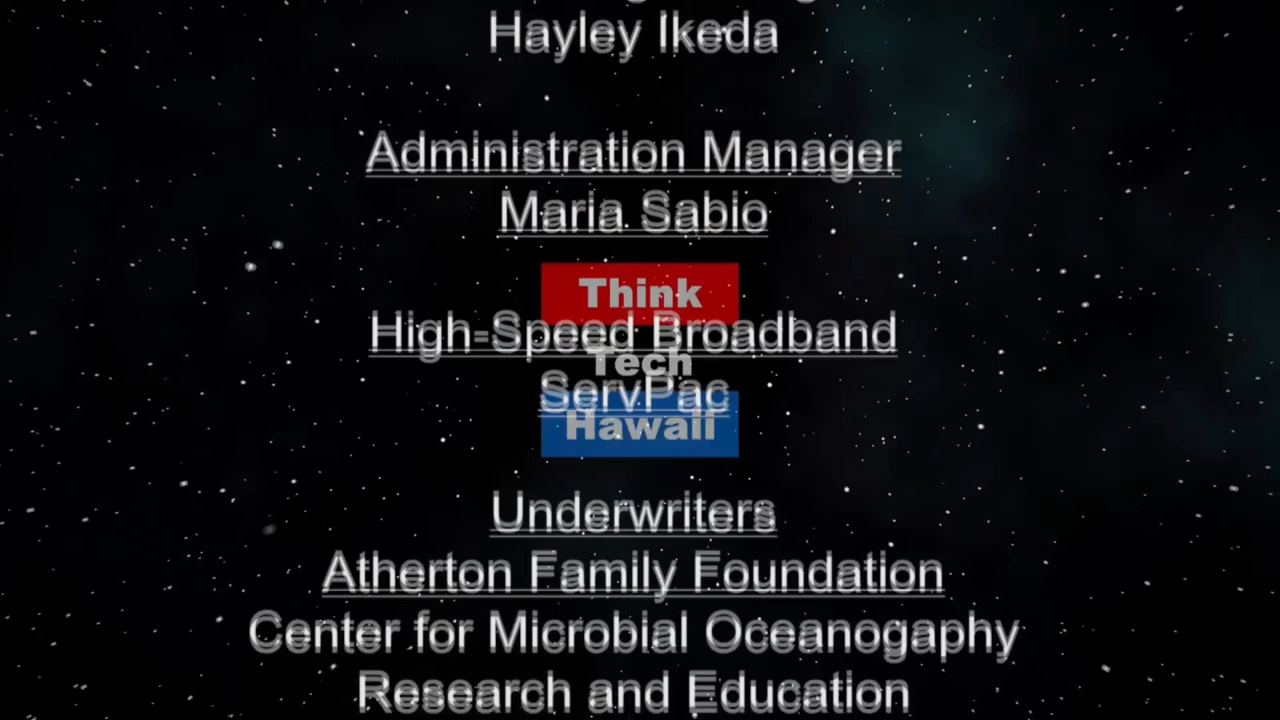 Hayley Ikeda
Administration Manager
Maria Sabio
Think
High-Speed Broadband
Tech
ServPac
Hawaii
Underwriters
Atherton Family Foundation
Center for Microbial Oceanogaphy
Research and Education